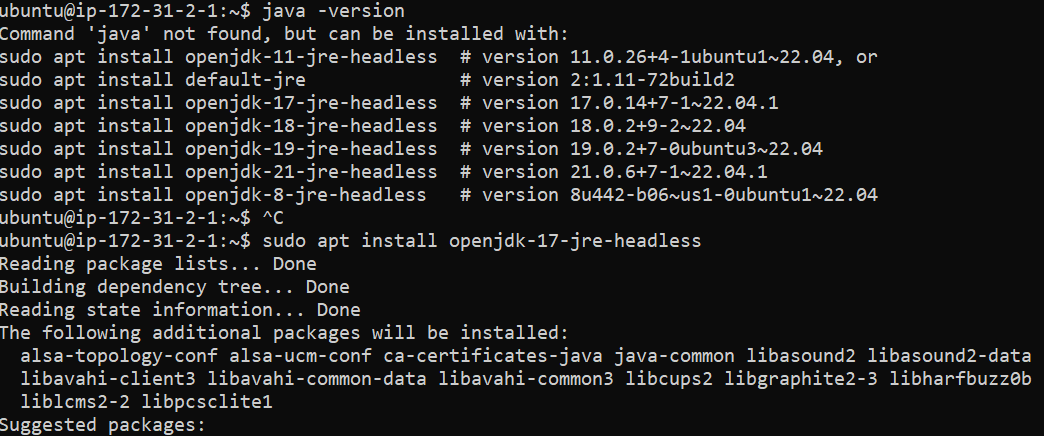 ubuntu@ip-172-31-2-1:~$ java -version
Command 'java' not found, but can be installed with:
sudo apt install openjdk-11-jre-headless  # version 11.0.26+4-1ubuntu1~22.04, or
sudo apt install default-jre              # version 2:1.11-72build2
sudo apt install openjdk-17-jre-headless  # version 17.0.14+7-1~22.04.1
sudo apt install openjdk-18-jre-headless  # version 18.0.2+9-2~22.04
sudo apt install openjdk-19-jre-headless  # version 19.0.2+7-0ubuntu3~22.04
sudo apt install openjdk-21-jre-headless  # version 21.0.6+7-1~22.04.1
sudo apt install openjdk-8-jre-headless   # version 8u442-b06~us1-0ubuntu1~22.04
ubuntu@ip-172-31-2-1:~$ ^C
ubuntu@ip-172-31-2-1:~$ sudo apt install openjdk-17-jre-headless
Reading package lists... Done
Building dependency tree... Done
Reading state information... Done
The following additional packages will be installed:
  alsa-topology-conf alsa-ucm-conf ca-certificates-java java-common libasound2 libasound2-data
  libavahi-client3 libavahi-common-data libavahi-common3 libcups2 libgraphite2-3 libharfbuzz0b
  liblcms2-2 libpcsclite1
Suggested packages: